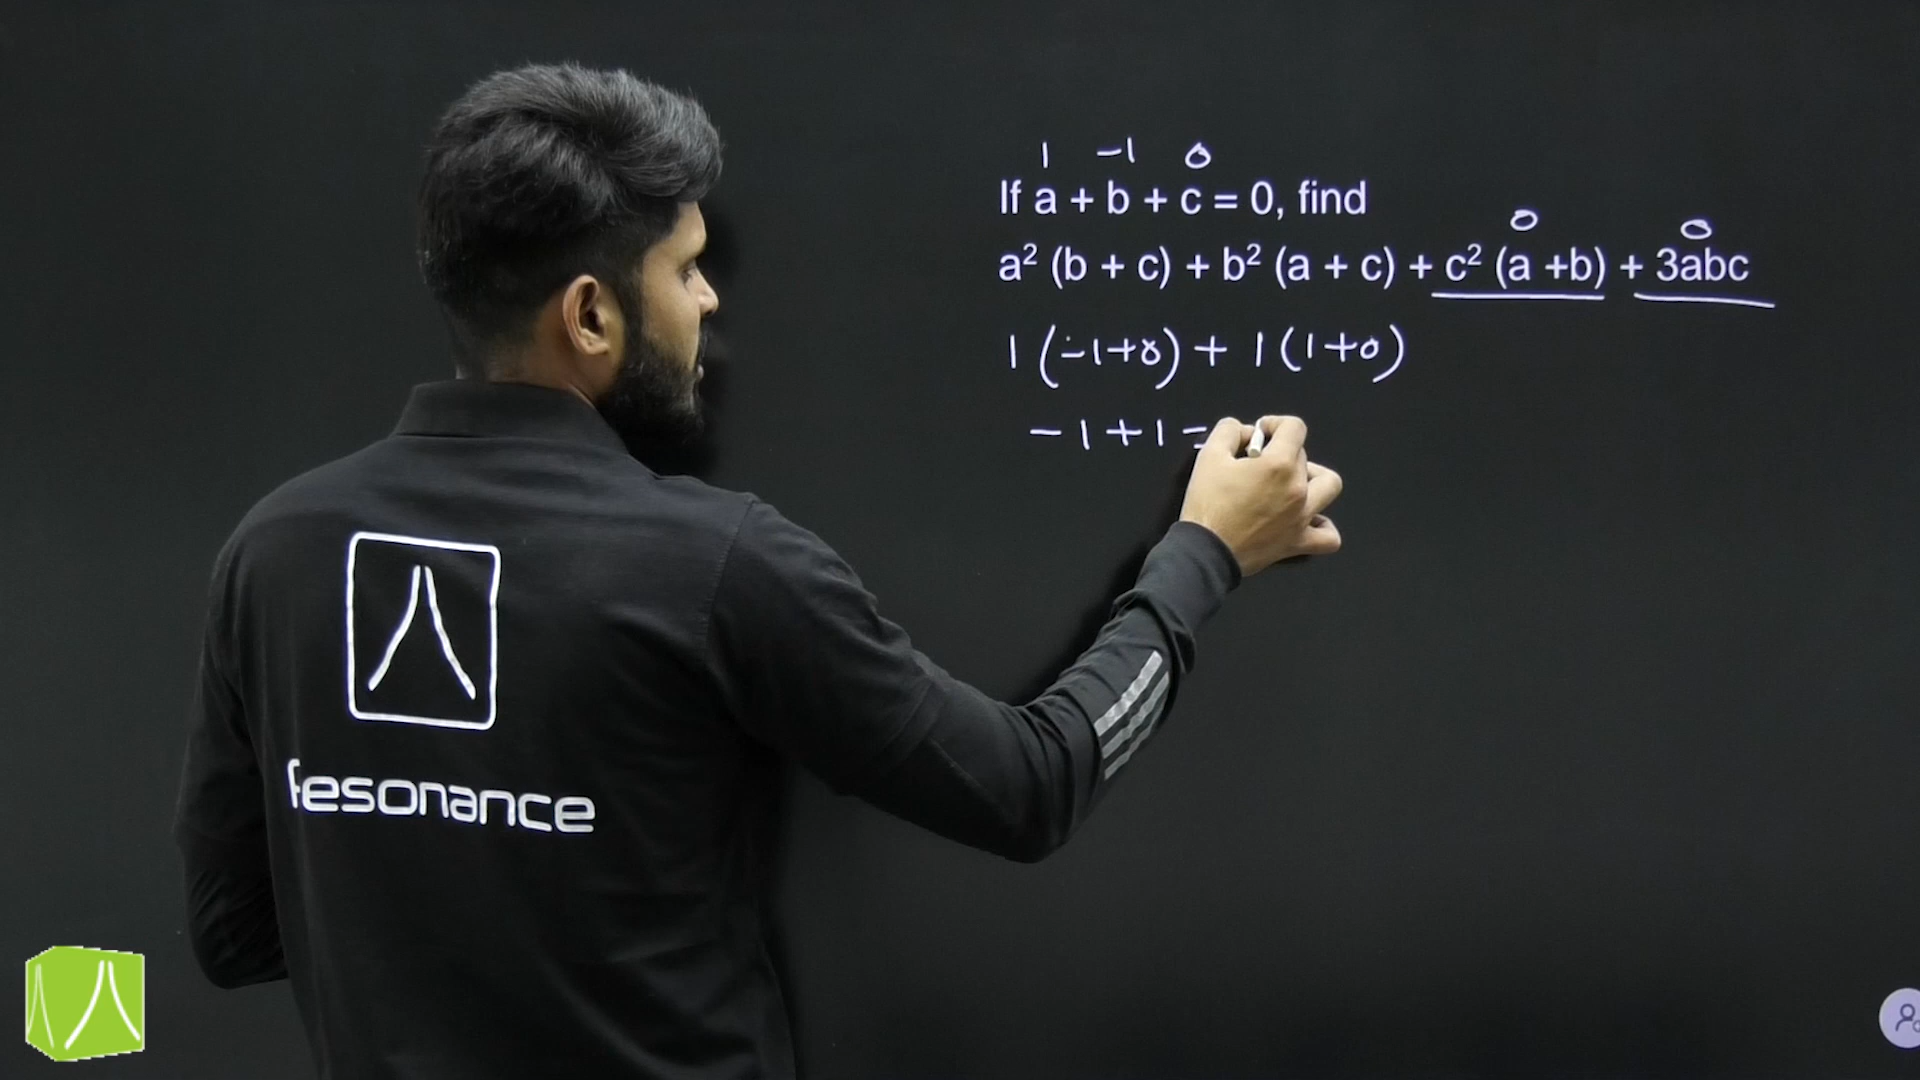 1 -1 0
If a + b + c = 0, find
0 0
a² (b + c) + b² (a + c) + c² (a +b) + 3abc
1 (-1+0) + 1 (1+0)
-1+1=
Resonance